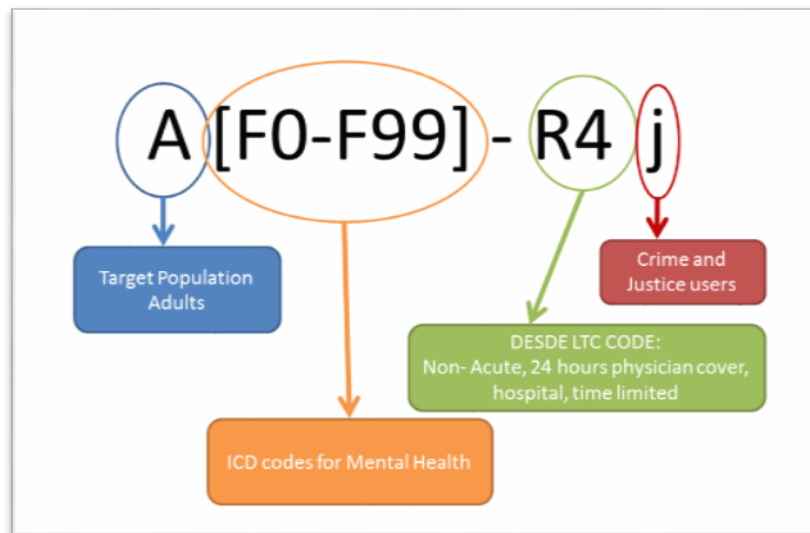 A [F0-F99] - R4 j
Target Population
Adults
Crime and
Justice users
DESDE LTC CODE:
Non- Acute, 24 hours physician cover,
hospital, time limited
ICD codes for Mental Health